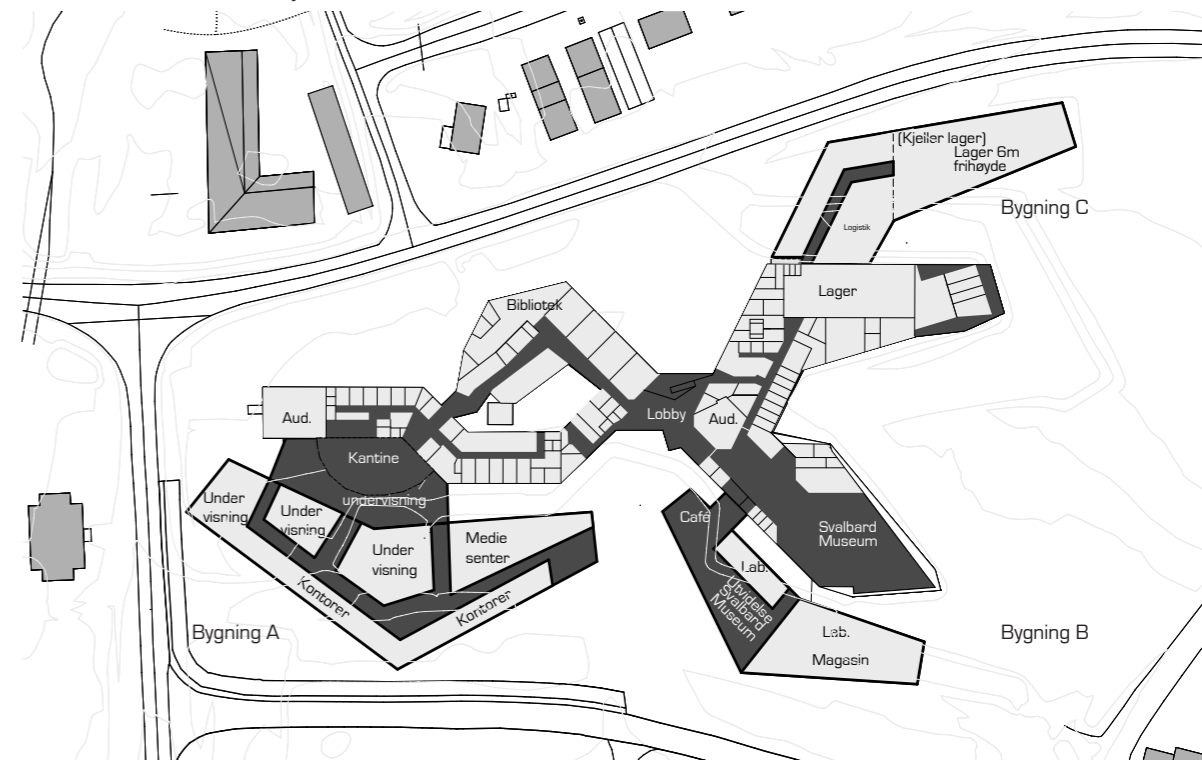 (Kjeller lager)
Lager 6m
frihøyde
Bygning C
Logistik
Lager
Bibliotek
Lobby
Aud.
Aud.
Kantine
undervisning
Under
visning
Under
visning
Under
visning
Medie
senter
Kontorer
Kontorer
Bygning A
Café
Svalbard
Museum
Lab.
Utvidelse
Svalbard
Museum
Lab.
Magasin
Bygning B